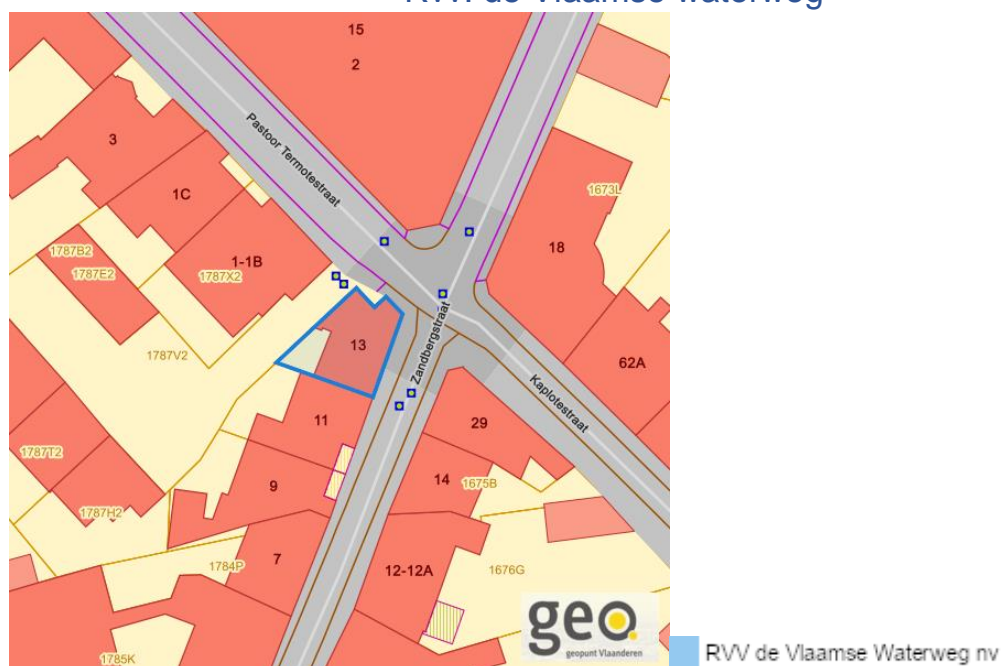 RVV: de Vlaamse waterweg
15
2
Pastoor Termotestraat
3
1C
1673L
1787B2
1787E2
1-1B
1787X2
18
13
Zandbergstraat
1787V2
62A
Kaplotestraat
11
29
1787T2
9
14
1675B
1787H2
7
1784P
12-12A
1676G
geo
geopunt Vlaanderen
1785K
RVV de Vlaamse Waterweg nv